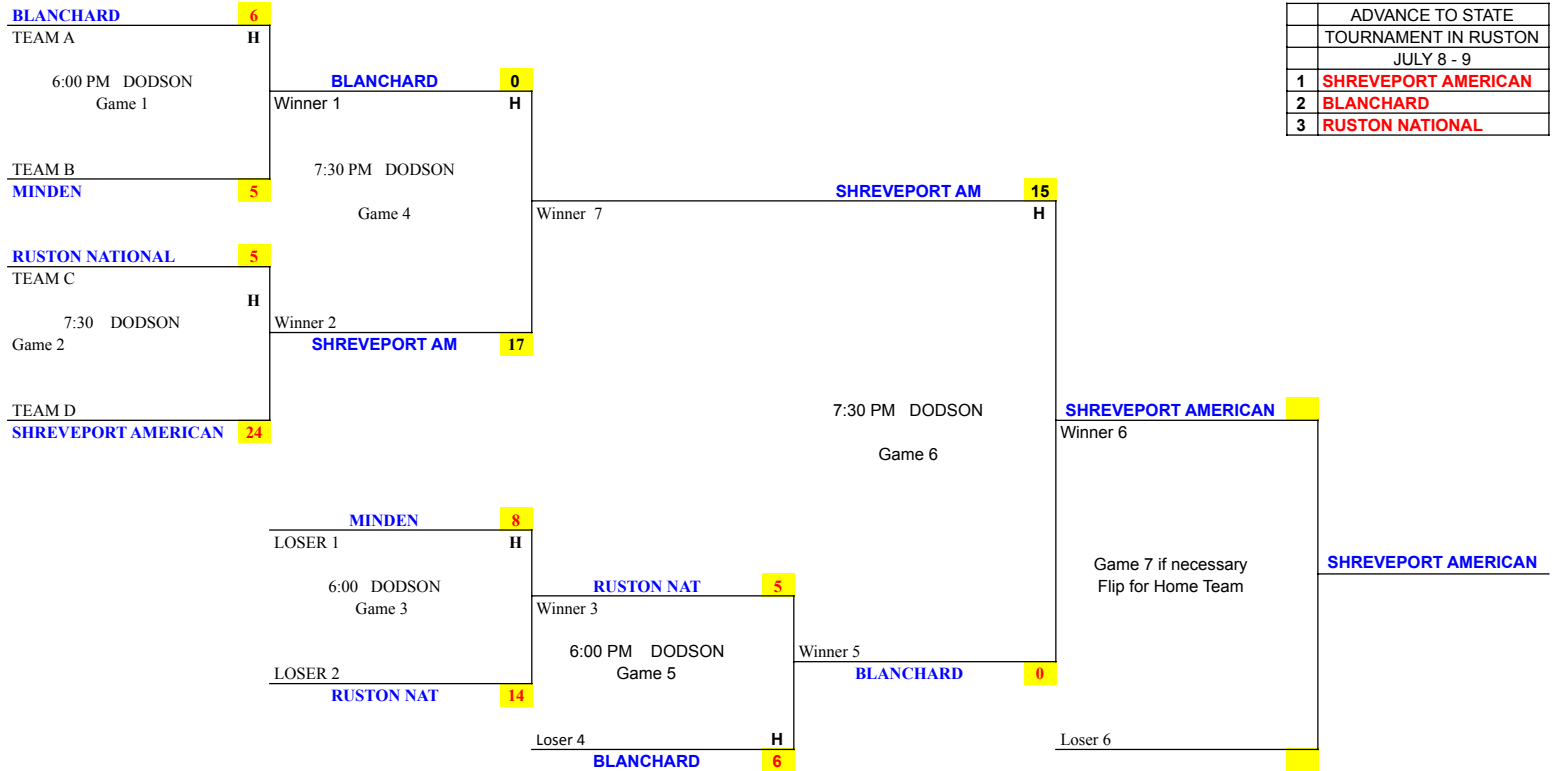 BLANCHARD 6
TEAM A H
6:00 PM DODSON
Game 1
TEAM B
MINDEN 5
RUSTON NATIONAL 5
TEAM C
H
7:30 DODSON
Game 2
TEAM D
SHREVEPORT AMERICAN 24
BLANCHARD 0
Winner 1 H
7:30 PM DODSON
Game 4
Winner 2
SHREVEPORT AM 17
MINDEN 8
LOSER 1 H
6:00 DODSON
Game 3
LOSER 2
RUSTON NAT 14
SHREVEPORT AM 15
Winner 7 H
7:30 PM DODSON
Game 6
RUSTON NAT 5
Winner 3
6:00 PM DODSON
Game 5
Loser 4 H
BLANCHARD 6
Winner 5
BLANCHARD 0
SHREVEPORT AMERICAN
Winner 6
Game 7 if necessary
Flip for Home Team
Loser 6
SHREVEPORT AMERICAN
ADVANCE TO STATE
TOURNAMENT IN RUSTON
JULY 8 - 9
1 SHREVEPORT AMERICAN
2 BLANCHARD
3 RUSTON NATIONAL